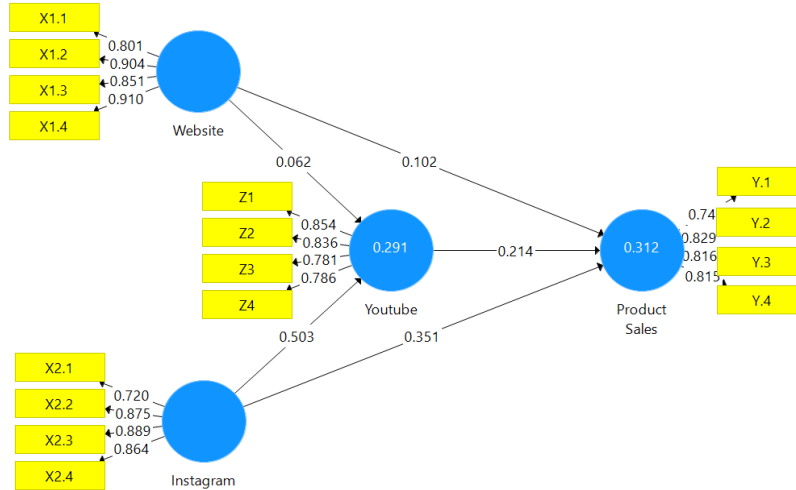 X1.1
0.801
X1.2
0.904
X1.3
0.851
0.910
X1.4
Website
0.062
0.102
Z1
0.854
Z2
0.836
Z3
0.781
0.786
Z4
0.291
Youtube
0.214
Y.1
0.74
Y.2
0.829
0.816
Y.3
0.815
Y.4
0.312
Product
Sales
0.503
0.351
X2.1
0.720
X2.2
0.875
0.889
X2.3
0.864
X2.4
Instagram